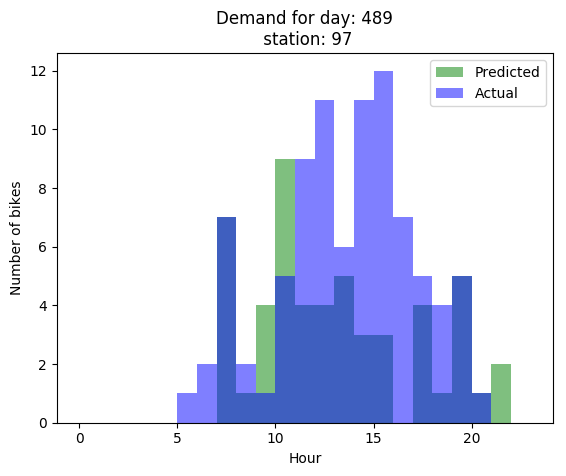 Demand for day: 489
station: 97
Predicted
Actual
12
10
8
6
4
2
0
Number of bikes
0 5 10 15 20
Hour